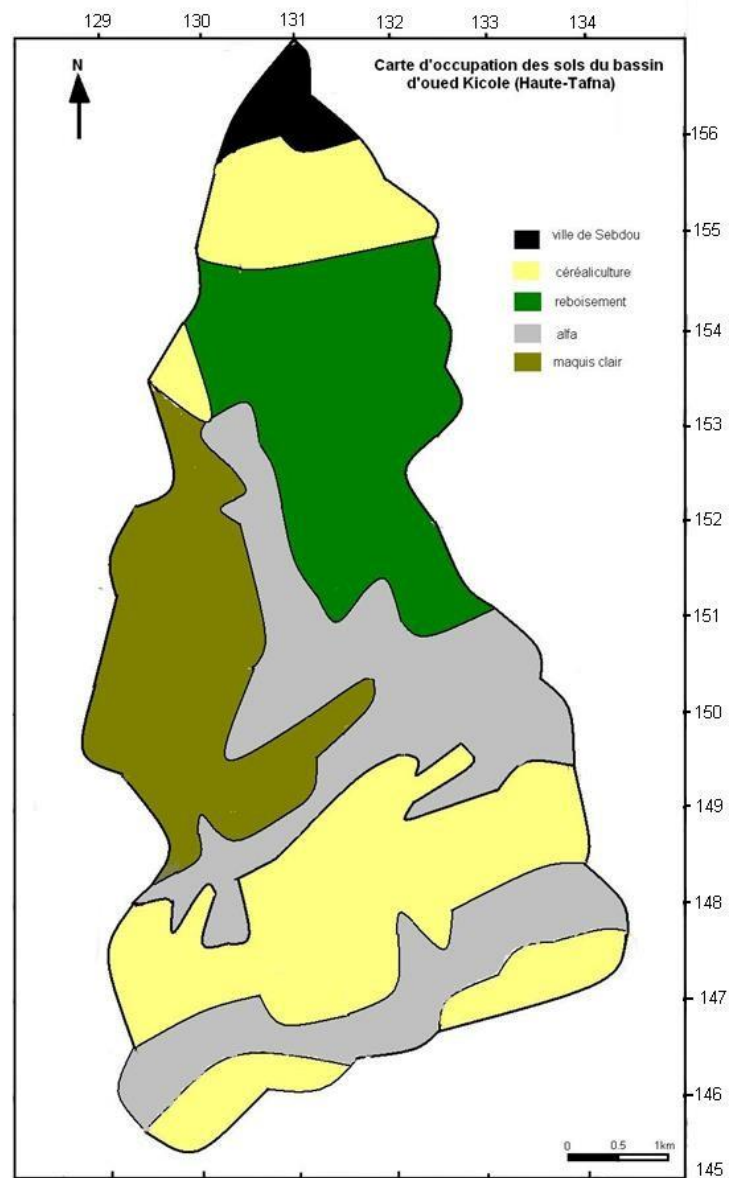 129 130 131 132 133 134
N
Carte d'occupation des sols du bassin
d'oued Kicole (Haute-Tafna)
156
155
ville de Sebdou
céréaliculture
reboisement
alfa
maquis clair
154
153
152
151
150
149
148
147
146
0 0.5 1km
145